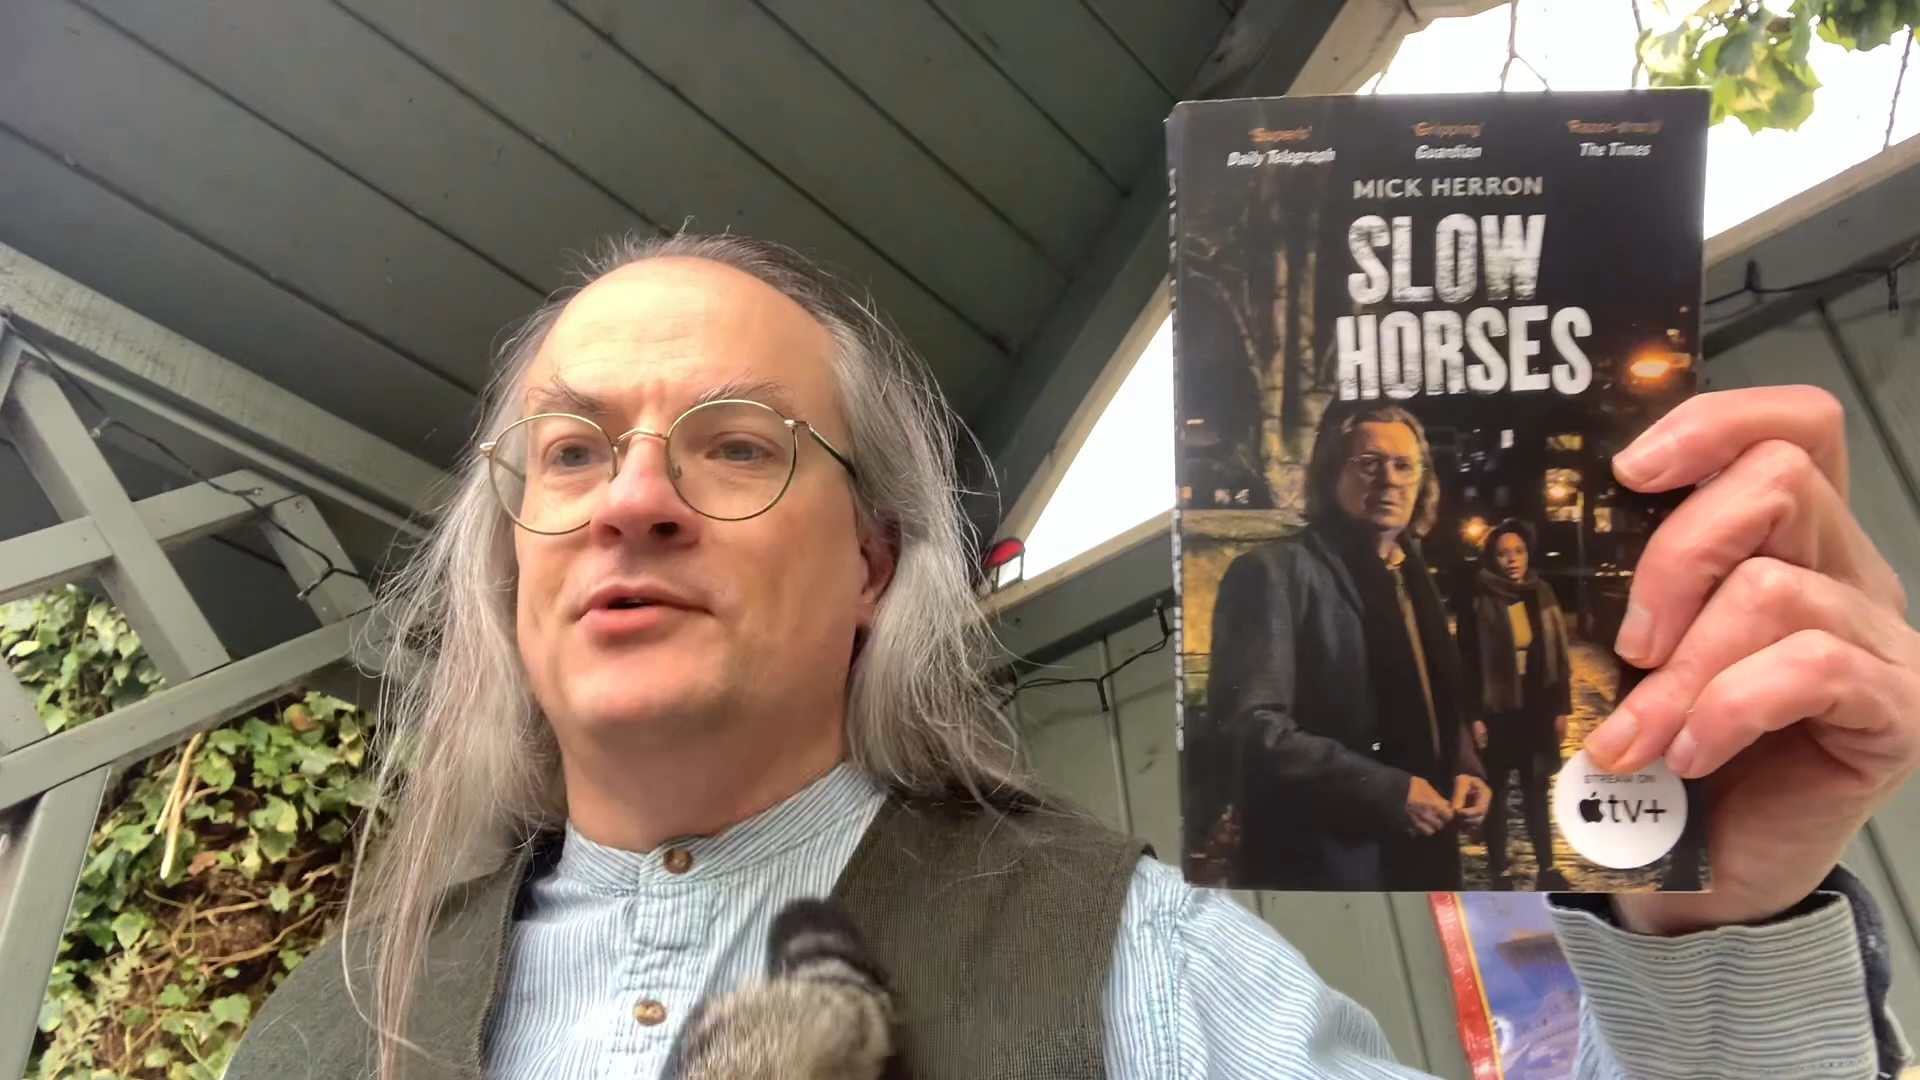 'Superb' 'Gripping' 'Razor-sharp'
Daily Telegraph Guardian The Times
MICK HERRON
SLOW
HORSES
STREAM ON
tv+